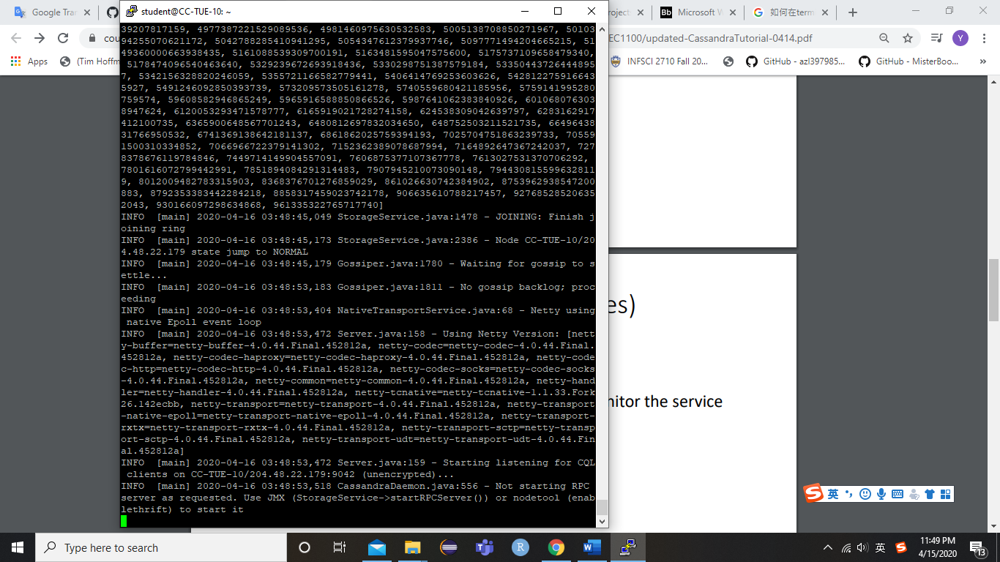 student@CC-TUE-10: ~
Google Tra
rojects
Microsoft W
如何在term
cou
EC1100/updated-CassandraTutorial-0414.pdf
Y
Apps
(Tim Hoffm
INFSCI 2710 Fall 20...
GitHub - azl397985...
GitHub - MisterBoo...
39207817159, 4977387221529089536, 498146097563053­2583, 5005138708850271967, 50103
94255070621172, 5042788285410941295, 5054347612379937746, 5097771494204665215, 51
49360000663938435, 5161088539309700191, 5163481595047575600, 5175737109658479340,
 5178474096540463640, 5329239672693918436, 5330298751387579184, 53350443726444895
7, 5342156328820246059, 5355721166582779441, 5406414769253603626, 542812275916643
5927, 5491246092850393739, 573209573505161278, 5740559680421185956, 5759141995280
759574, 59608582946865249, 5965916588850866526, 5987641062383840926, 601068076303
8947624, 6120053293471578777, 6165919021728274158, 624538309042639797, 6283162917
412100735, 6365900648567701243, 6480812697832034650, 648752503211521735, 66496438
31766950532, 6741369138642181137, 6861862025759394193, 7025704751863239733, 70559
1500310334852, 7066966722379141302, 7152362389078687994, 7164892647367242037, 727
8378676119784846, 7449714149904557091, 7606875377107367778, 7613027531370706292,
7801616072799442991, 7851894084291314483, 7907945210073090148, 794430815599632811
9, 8012009482783315903, 8368376701276859029, 861026630742384902, 8753962938547200
883, 8792353383442284218, 8858317459023742178, 906635610788217457, 92768528520635
2043, 930166097298634868, 961335322765717740]
INFO  [main] 2020-04-16 03:48:45,049 StorageService.java:1478 - JOINING: Finish j
oining ring
INFO  [main] 2020-04-16 03:48:45,173 StorageService.java:2386 - Node CC-TUE-10/20
4.48.22.179 state jump to NORMAL
INFO  [main] 2020-04-16 03:48:45,179 Gossiper.java:1780 - Waiting for gossip to s
ettle...
INFO  [main] 2020-04-16 03:48:53,183 Gossiper.java:1811 - No gossip backlog; proc
eeding
INFO  [main] 2020-04-16 03:48:53,404 NativeTransportService.java:68 - Netty using
 native Epoll event loop
INFO  [main] 2020-04-16 03:48:53,472 Server.java:158 - Using Netty Version: [nett
y-buffer=netty-buffer-4.0.44.Final.452812a, netty-codec=netty-codec-4.0.44.Final.
452812a, netty-codec-haproxy=netty-codec-haproxy-4.0.44.Final.452812a, netty-code
c-http=netty-codec-http-4.0.44.Final.452812a, netty-codec-socks=netty-codec-socks
-4.0.44.Final.452812a, netty-common=netty-common-4.0.44.Final.452812a, netty-hand
ler=netty-handler-4.0.44.Final.452812a, netty-tcnative=netty-tcnative-1.1.33.Fork
26.142ecbb, netty-transport=netty-transport-4.0.44.Final.452812a, netty-transport
-native-epoll=netty-transport-native-epoll-4.0.44.Final.452812a, netty-transport-
rxtx=netty-transport-rxtx-4.0.44.Final.452812a, netty-transport-sctp=netty-transp
ort-sctp-4.0.44.Final.452812a, netty-transport-udt=netty-transport-udt-4.0.44.Fin
al.452812a]
INFO  [main] 2020-04-16 03:48:53,472 Server.java:159 - Starting listening for CQL
 clients on CC-TUE-10/204.48.22.179:9042 (unencrypted)...
INFO  [main] 2020-04-16 03:48:53,518 CassandraDaemon.java:556 - Not starting RPC
server as requested. Use JMX (StorageService->startRPCServer()) or nodetool (enab
lethrift) to start it
es)
nitor the service
英
Type here to search
英
11:49 PM
4/15/2020
13